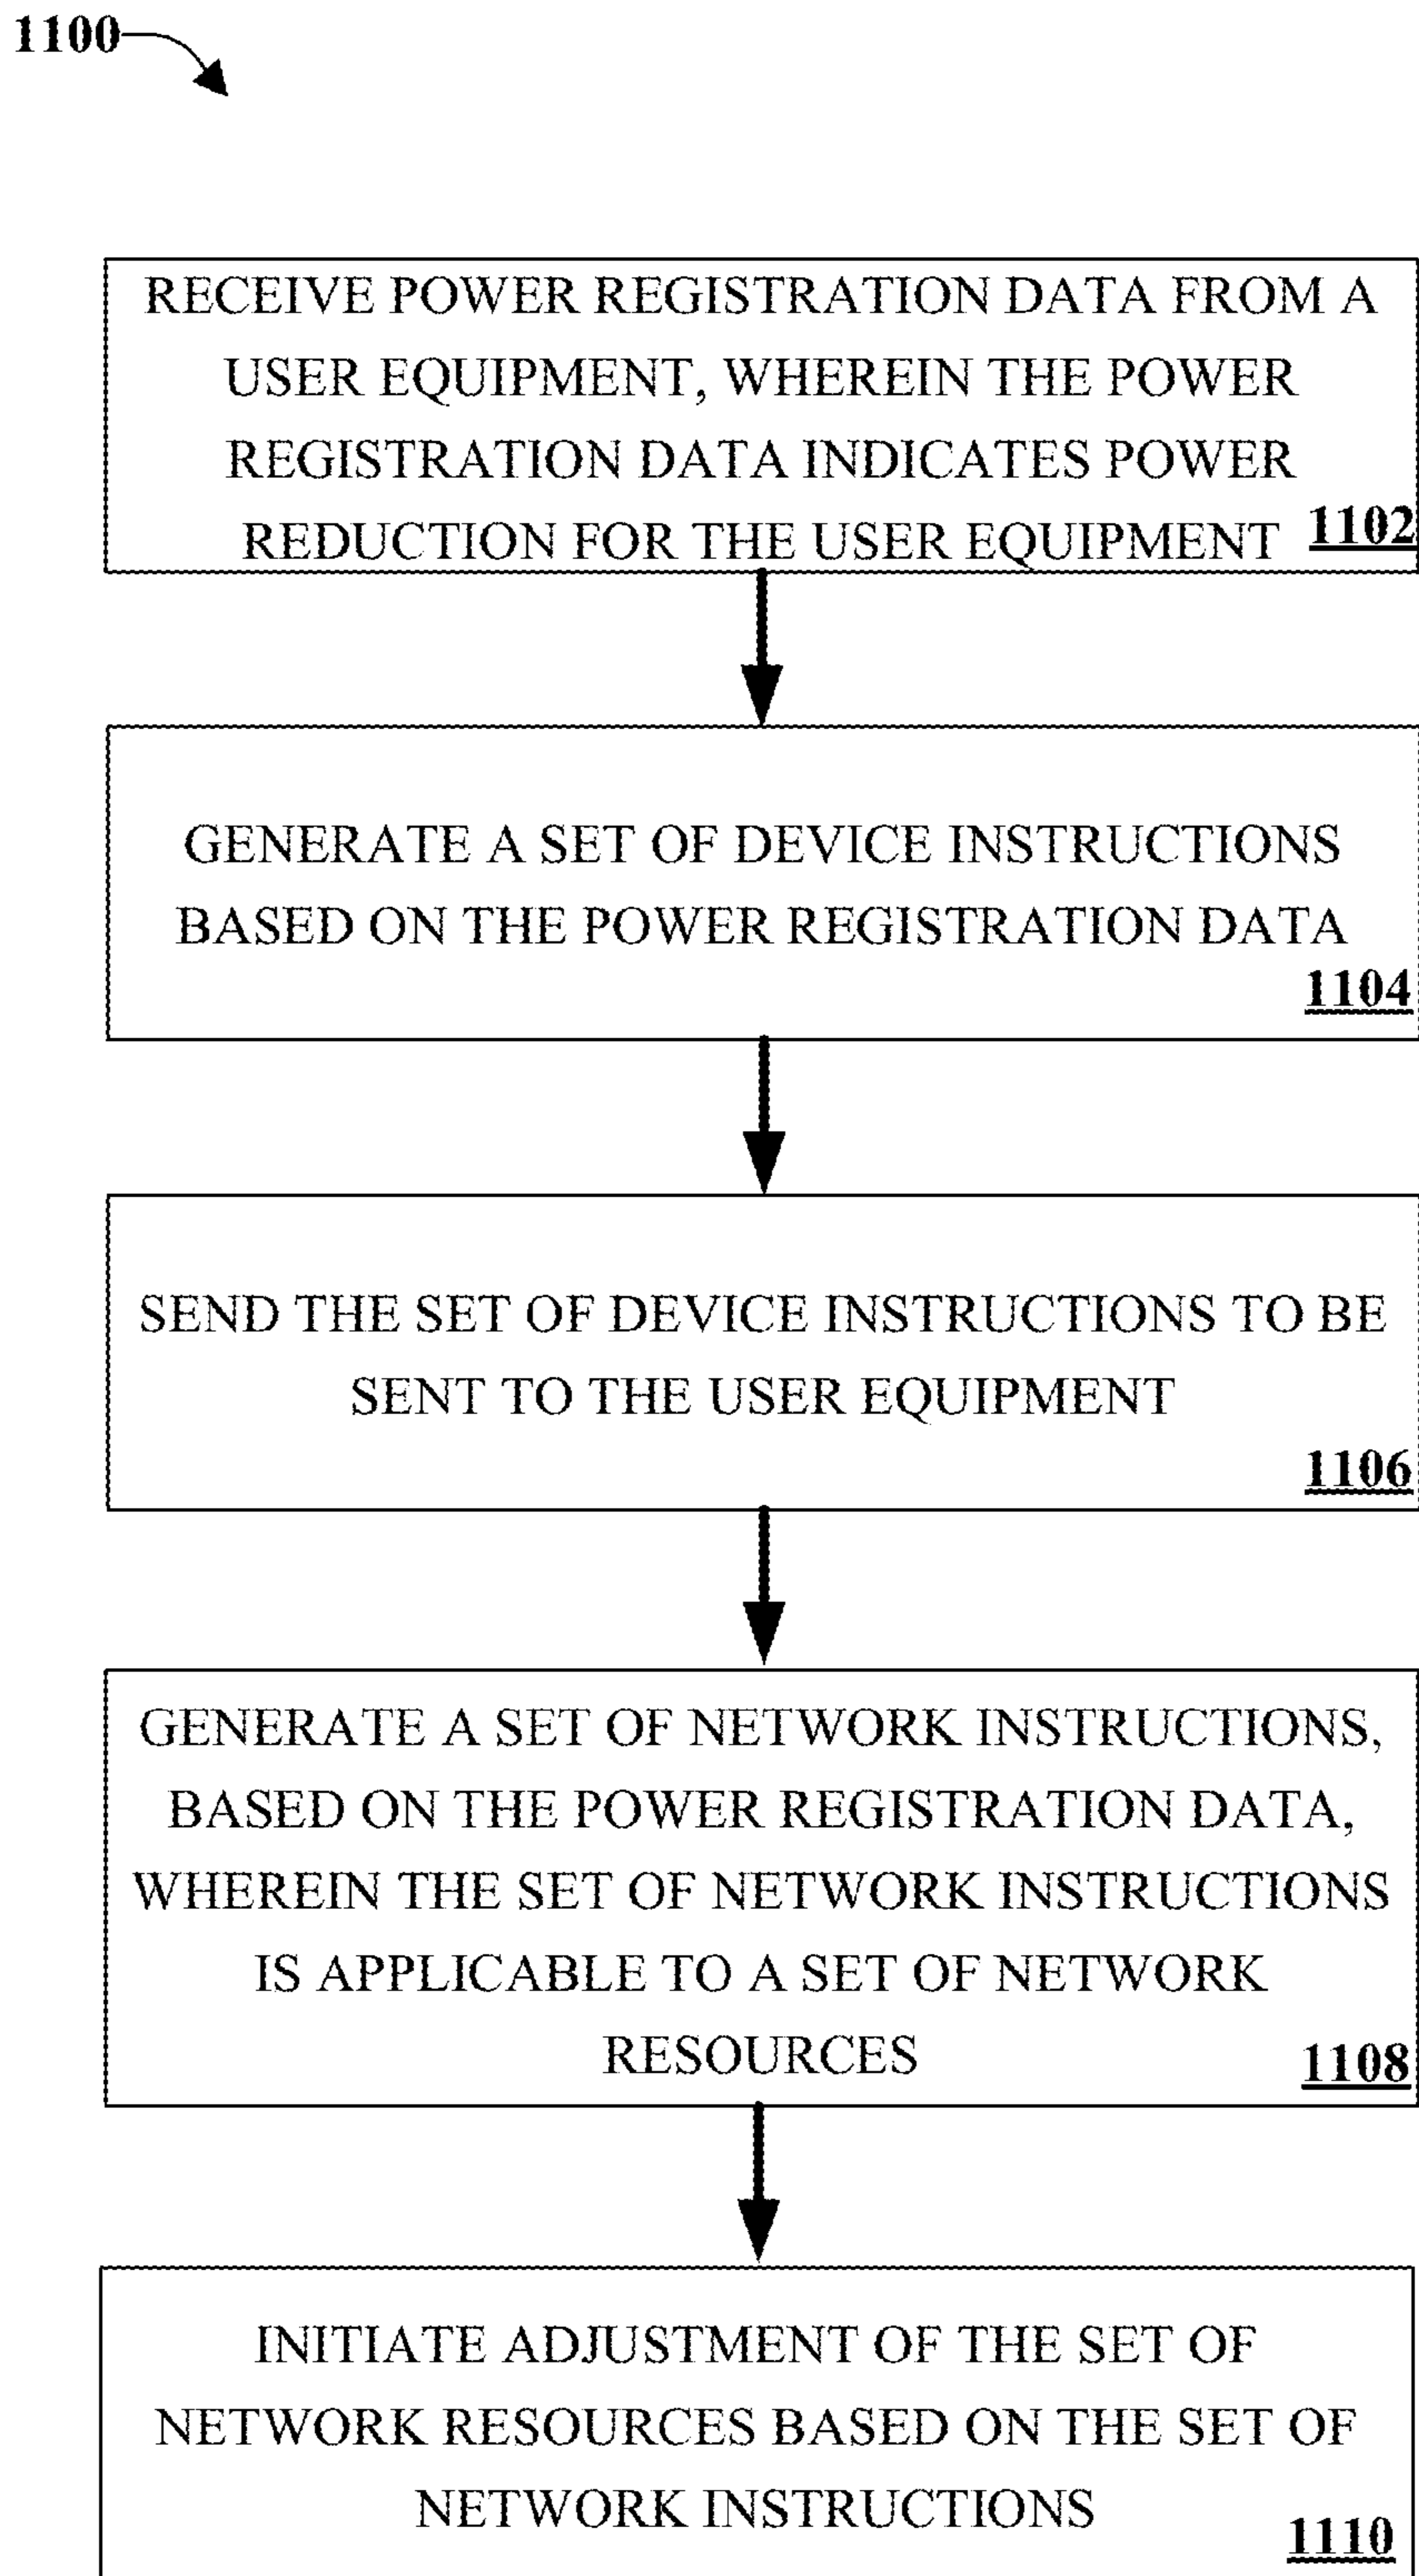 1100
RECEIVE POWER REGISTRATION DATA FROM A
USER EQUIPMENT, WHEREIN THE POWER
REGISTRATION DATA INDICATES POWER
REDUCTION FOR THE USER EQUIPMENT
1102
GENERATE A SET OF DEVICE INSTRUCTIONS
BASED ON THE POWER REGISTRATION DATA
1104
SEND THE SET OF DEVICE INSTRUCTIONS TO BE
SENT TO THE USER EQUIPMENT
1106
GENERATE A SET OF NETWORK INSTRUCTIONS,
BASED ON THE POWER REGISTRATION DATA,
WHEREIN THE SET OF NETWORK INSTRUCTIONS
IS APPLICABLE TO A SET OF NETWORK
RESOURCES
1108
INITIATE ADJUSTMENT OF THE SET OF
NETWORK RESOURCES BASED ON THE SET OF
NETWORK INSTRUCTIONS
1110